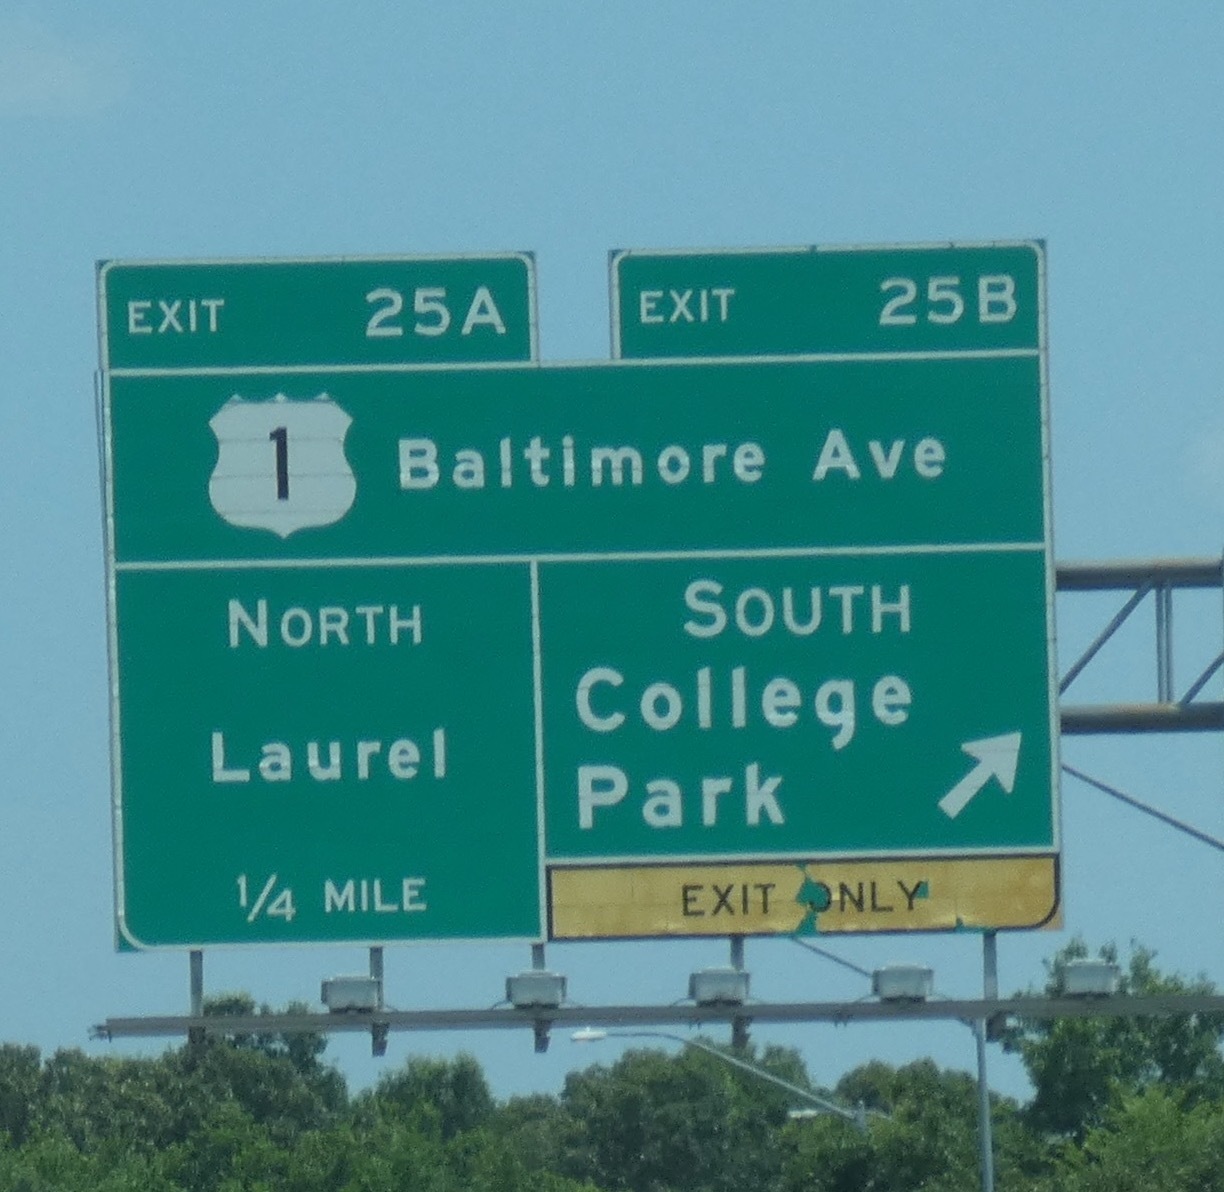 EXIT 25A
EXIT 25B
1 Baltimore Ave
NORTH
Laurel
1/4 MILE
SOUTH
College
Park
EXIT ONLY